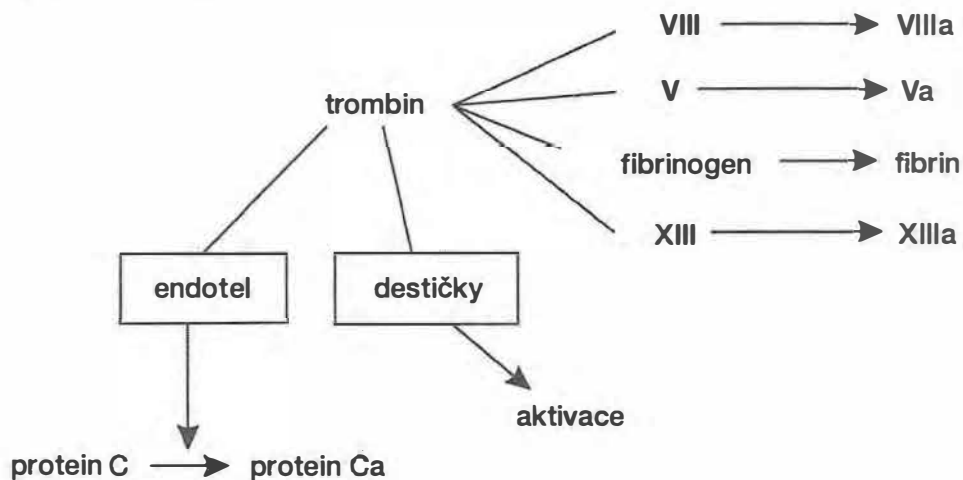 VIII VIIIa
trombin V Va
fibrinogen fibrin
XIII XIIIa
endotel destičky
aktivace
protein C protein Ca